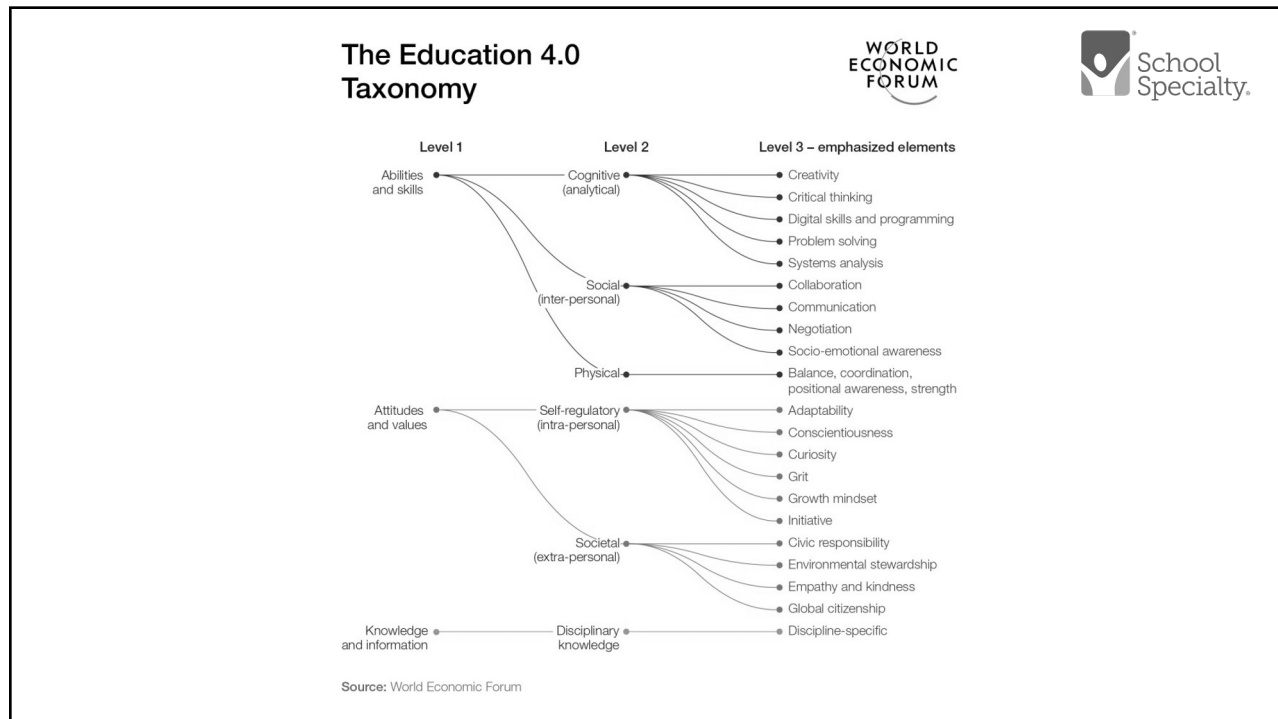 The Education 4.0
Taxonomy
WORLD
ECONOMIC
FORUM
School
Specialty®
Level 1
Level 2
Level 3 – emphasized elements
Abilities
and skills
Cognitive
(analytical)
Creativity
Critical thinking
Digital skills and programming
Problem solving
Systems analysis
Social
(inter-personal)
Collaboration
Communication
Negotiation
Socio-emotional awareness
Physical
Balance, coordination,
positional awareness, strength
Attitudes
and values
Self-regulatory
(intra-personal)
Adaptability
Conscientiousness
Curiosity
Grit
Growth mindset
Initiative
Societal
(extra-personal)
Civic responsibility
Environmental stewardship
Empathy and kindness
Global citizenship
Knowledge
and information
Disciplinary
knowledge
Discipline-specific
Source: World Economic Forum